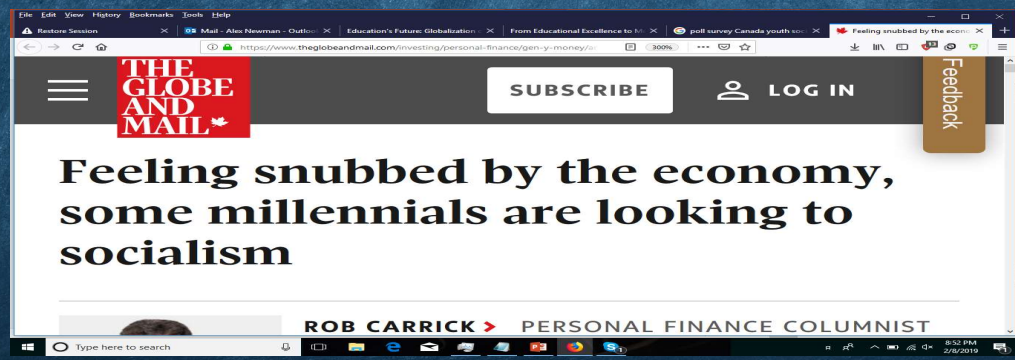 File Edit View History Bookmarks Tools Help
Restore Session Mail - Alex Newman - Outloo Education's Future: Globalization From Educational Excellence to M poll survey Canada youth soci Feeling snubbed by the econo
https://www.theglobeandmail.com/investing/personal-finance/gen-y-money/a 300%
THE
GLOBE
AND
MAIL
SUBSCRIBE LOG IN
Feedback
Feeling snubbed by the economy,
some millennials are looking to
socialism
ROB CARRICK > PERSONAL FINANCE COLUMNIST
Type here to search
8:52 PM
2/8/2019